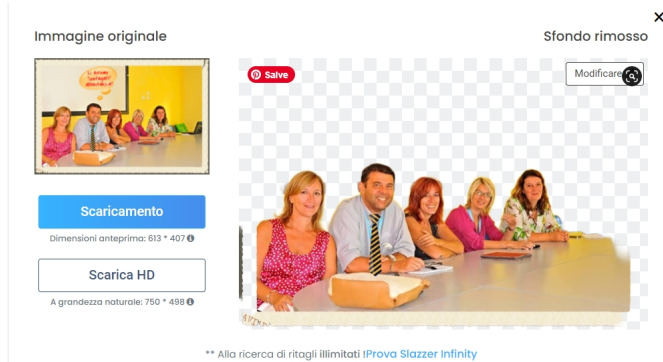 Immagine originale
Sfondo rimosso
Salve
Modificare
Scaricamento
Dimensioni anteprima: 613 * 407
Scarica HD
A grandezza naturale: 750 * 498
** Alla ricerca di ritagli illimitati !Prova Slazzer Infinity